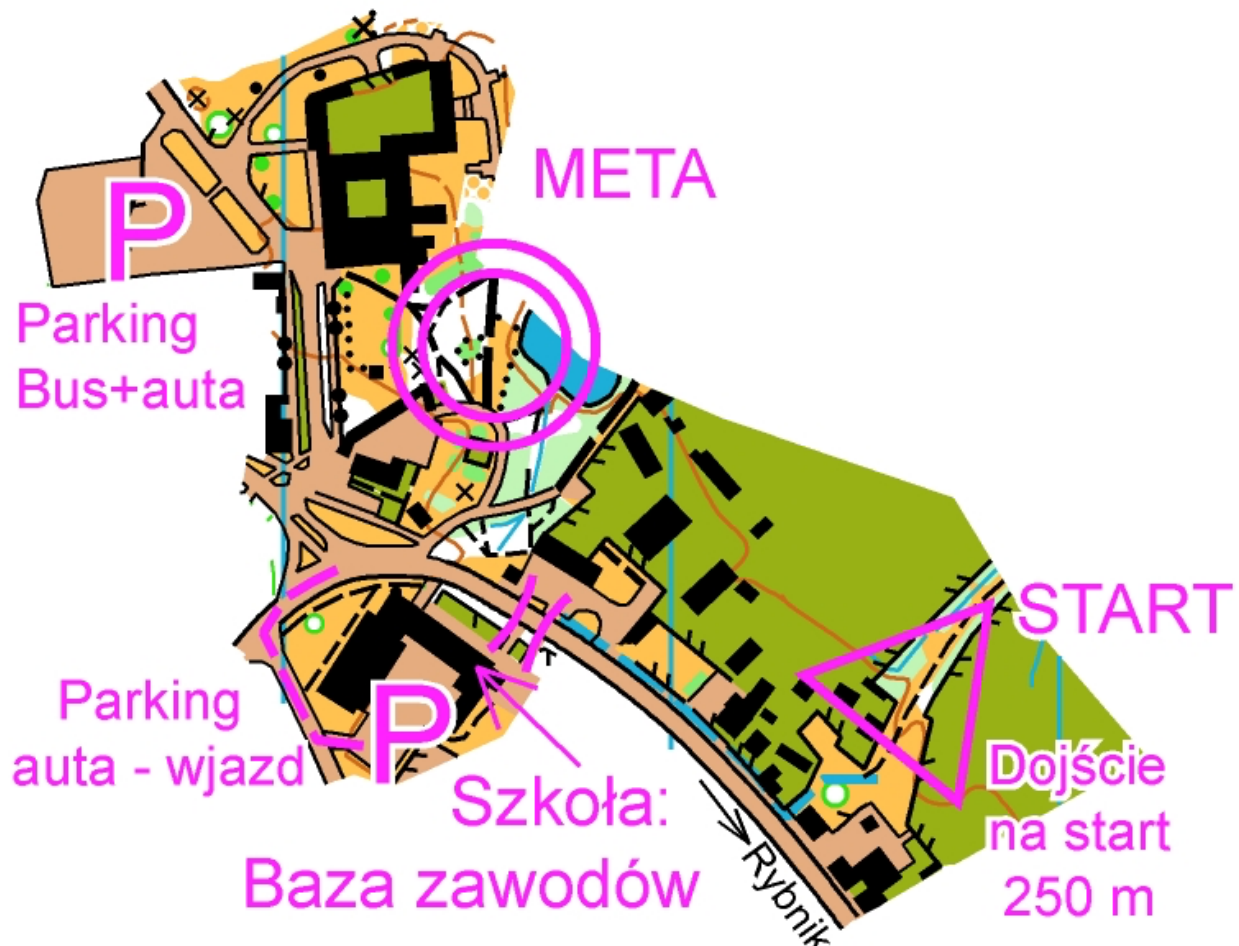 META
P
Parking
Bus+auta
START
Parking
auta - wjazd
P
Szkoła:
Baza zawodów
Dojście
na start
250 m
Rybnik